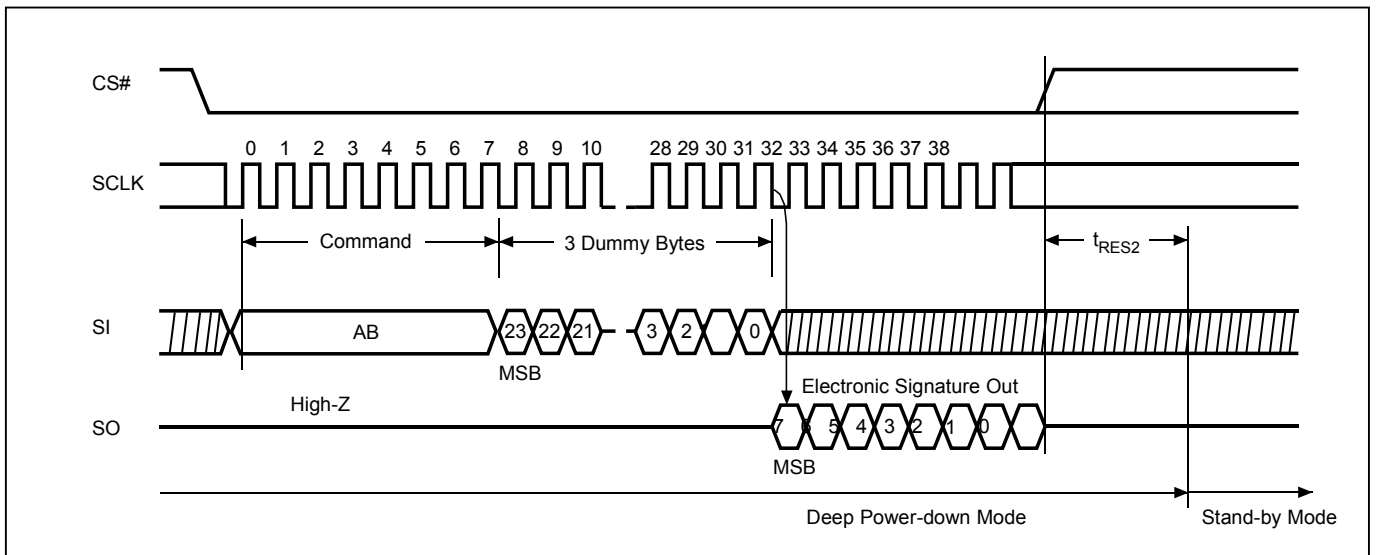 CS#
0 1 2 3 4 5 6 7 8 9 10 28 29 30 31 32 33 34 35 36 37 38
SCLK
Command 3 Dummy Bytes tRES2
SI AB 23 22 21 3 2 0
MSB
High-Z Electronic Signature Out
SO 7 6 5 4 3 2 1 0
MSB
Deep Power-down Mode Stand-by Mode